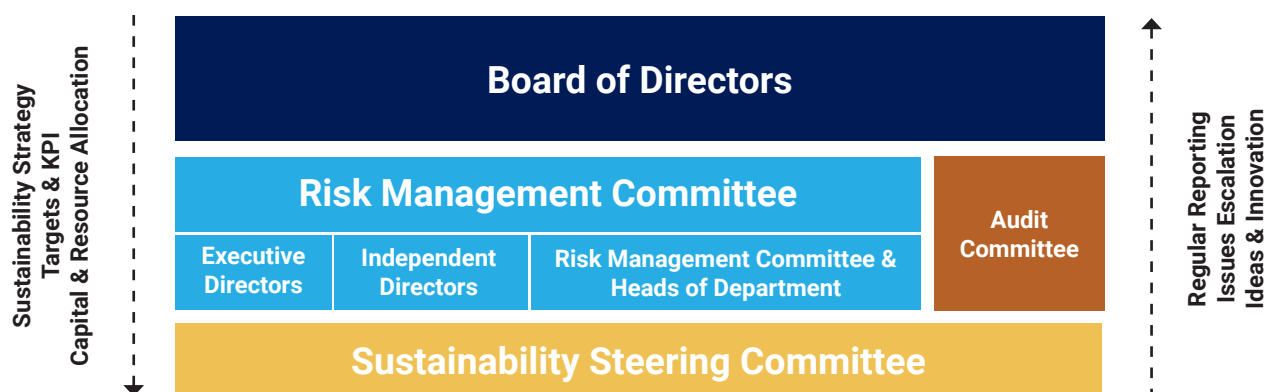 Sustainability Strategy
Targets & KPI
Capital & Resource Allocation
Board of Directors
Risk Management Committee
Executive
Directors
Independent
Directors
Risk Management Committee &
Heads of Department
Audit
Committee
Sustainability Steering Committee
Regular Reporting
Issues Escalation
Ideas & Innovation